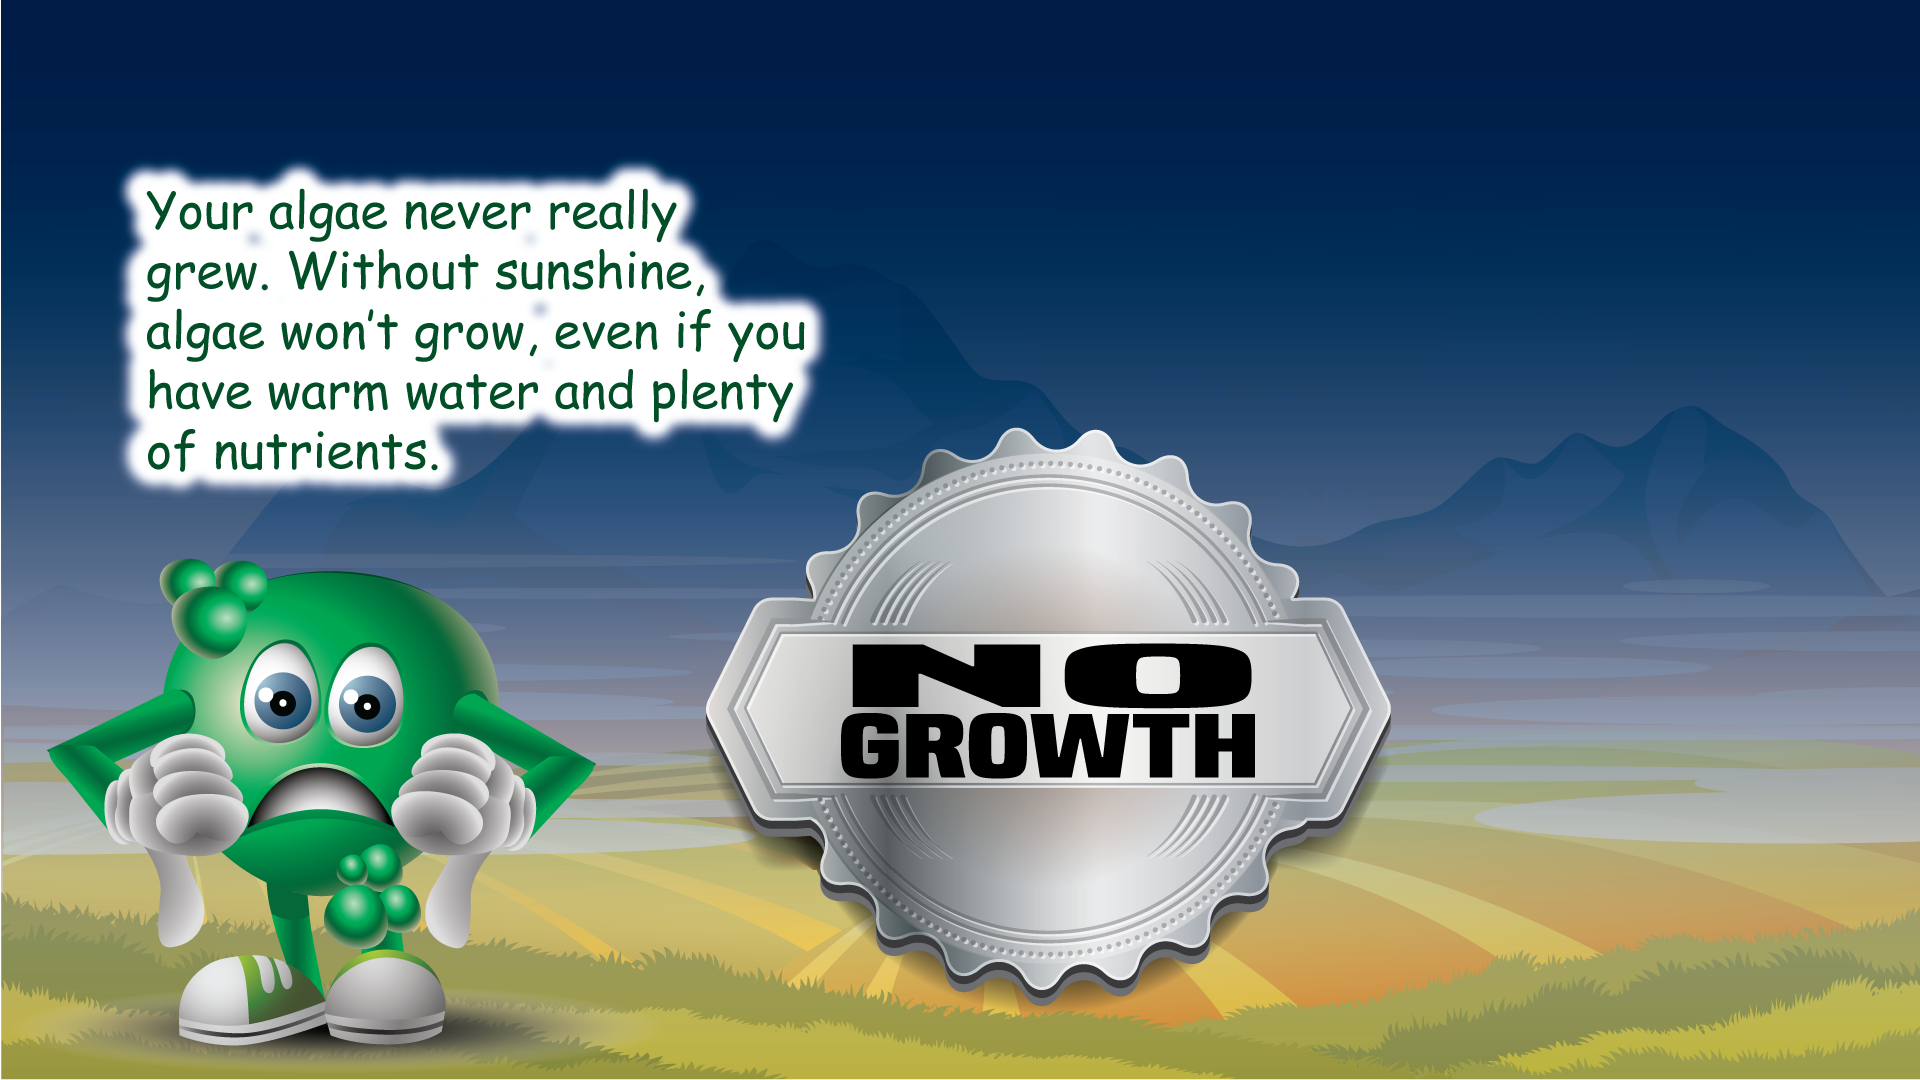 Your algae never really
grew. Without sunshine,
algae won't grow, even if you
have warm water and plenty
of nutrients.
NO
GROWTH